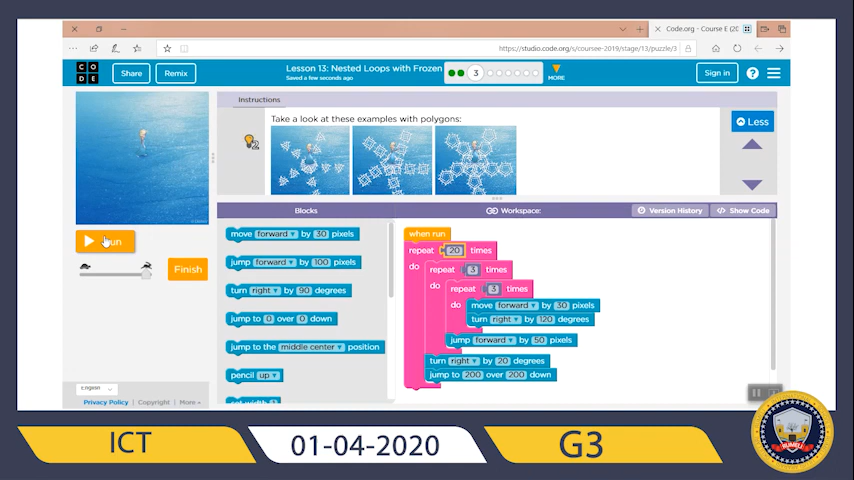 Code.org - Course E (20
https://studio.code.org/s/coursee-2019/stage/13/puzzle/3
CODE
Share
Remix
Lesson 13: Nested Loops with Frozen
Saved a few seconds ago
3
MORE
Sign in
Instructions
2
Take a look at these examples with polygons:
Less
Run
Finish
Blocks
Workspace:
Version History
Show Code
move forward by 30 pixels
jump forward by 100 pixels
turn right by 90 degrees
jump to 0 over 0 down
jump to the middle center position
pencil up
set width 1
when run
repeat 20 times
do repeat 3 times
do repeat 3 times
do move forward by 30 pixels
turn right by 120 degrees
jump forward by 50 pixels
turn right by 20 degrees
jump to 200 over 200 down
English
Privacy Policy | Copyright | More
ICT
01-04-2020
G3